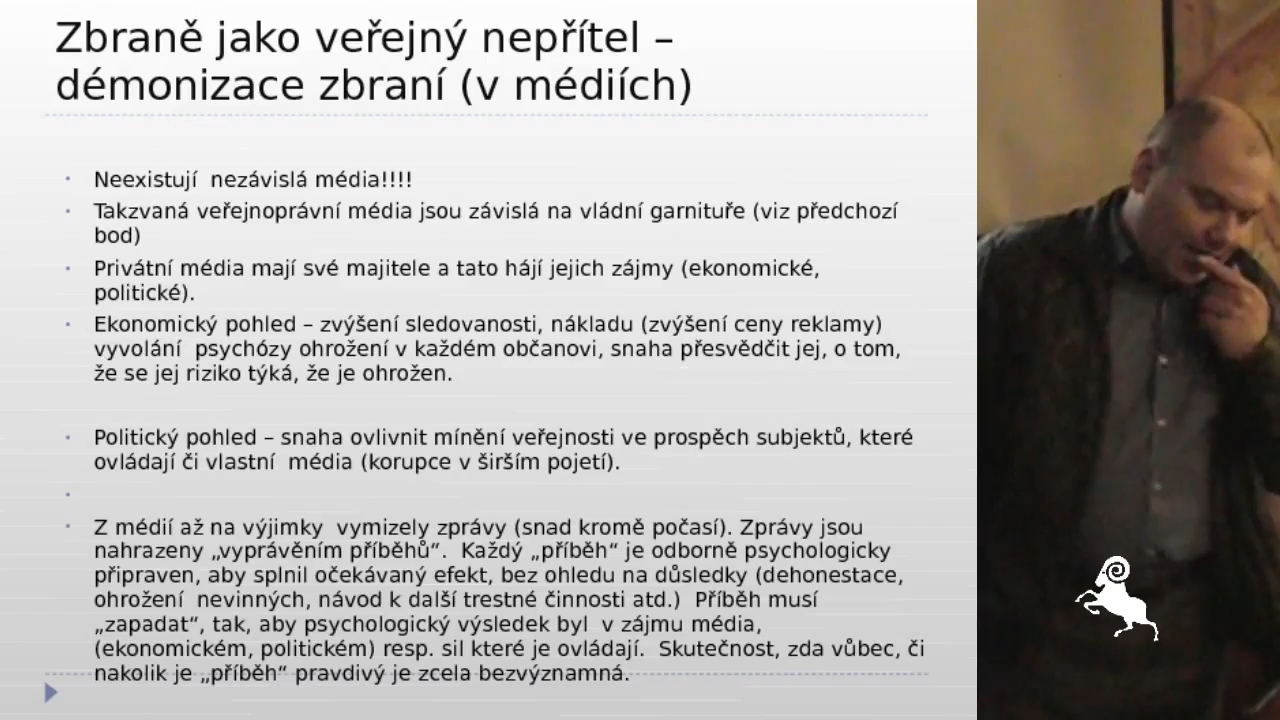 Zbraně jako veřejný nepřítel –
démonizace zbraní (v médiích)
Neexistují  nezávislá média!!!!
Takzvaná veřejnoprávní média jsou závislá na vládní garnituře (viz předchozí
bod)
Privátní média mají své majitele a tato hájí jejich zájmy (ekonomické,
politické).
Ekonomický pohled – zvýšení sledovanosti, nákladu (zvýšení ceny reklamy)
vyvolání  psychózy ohrožení v každém občanovi, snaha přesvědčit jej, o tom,
že se jej riziko týká, že je ohrožen.
Politický pohled – snaha ovlivnit mínění veřejnosti ve prospěch subjektů, které
ovládají či vlastní  média (korupce v širším pojetí).
Z médií až na výjimky  vymizely zprávy (snad kromě počasí). Zprávy jsou
nahrazeny „vyprávěním příběhů“.  Každý „příběh“ je odborně psychologicky
připraven, aby splnil očekávaný efekt, bez ohledu na důsledky (dehonestace,
ohrožení  nevinných, návod k další trestné činnosti atd.)  Příběh musí
„zapadat“, tak, aby psychologický výsledek byl  v zájmu média,
(ekonomickém, politickém) resp. sil které je ovládají.  Skutečnost, zda vůbec, či
nakolik je „příběh“ pravdivý je zcela bezvýznamná.